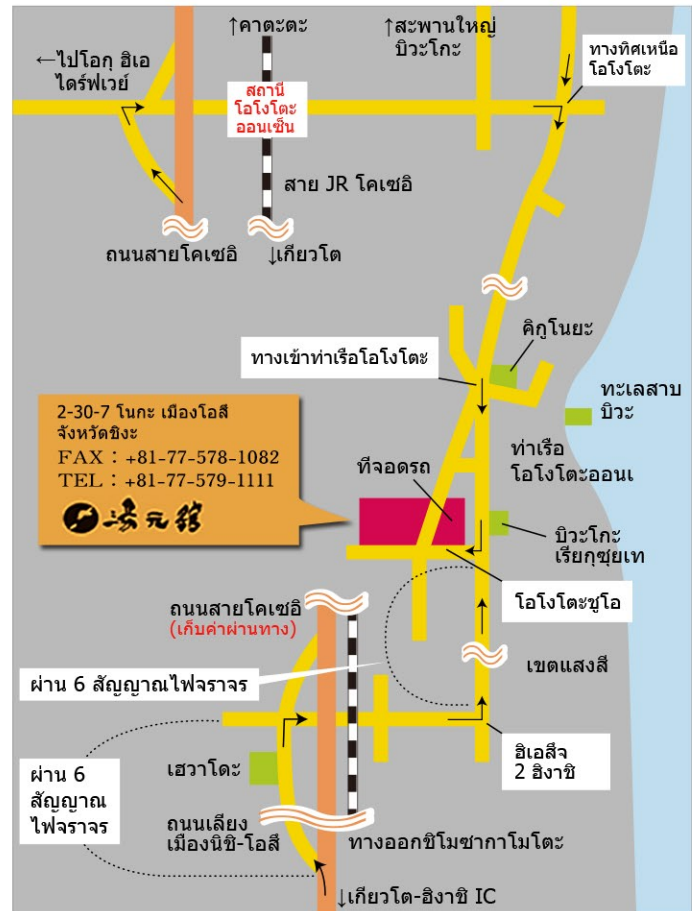 ↑คาตะตะ
↑สะพานใหญ่
บิวะโกะ
←ไปโอกุ ฮิเอ
ไดร์ฟเวย์
ทางทิศเหนือ
โอโงโตะ
สถานี
โอโงโตะ
ออนเซ็น
สาย JR โคเซอิ
ถนนสายโคเซอิ
↓เกียวโต
คิกูโนยะ
ทางเข้าท่าเรือโอโงโตะ
ทะเลสาบ
บิวะ
2-30-7 โนกะ เมืองโอสึ
จังหวัดชิงะ
FAX : +81-77-578-1082
TEL : +81-77-579-1111
湯元館
ท่าเรือ
โอโงโตะออนเ
ที่จอดรถ
บิวะโกะ
เรียกุซุยเท
โอโงโตะชูโอ
ถนนสายโคเซอิ
(เก็บค่าผ่านทาง)
เขตแสงสี
ผ่าน 6 สัญญาณไฟจราจร
ฮิเอสึจ
2 ฮิงาชิ
เฮวาโดะ
ผ่าน 6
สัญญาณ
ไฟจราจร
ถนนเลียง
เมืองนิชิ-โอสึ
ทางออกชิโมซากาโมโตะ
↓เกียวโต-ฮิงาชิ IC